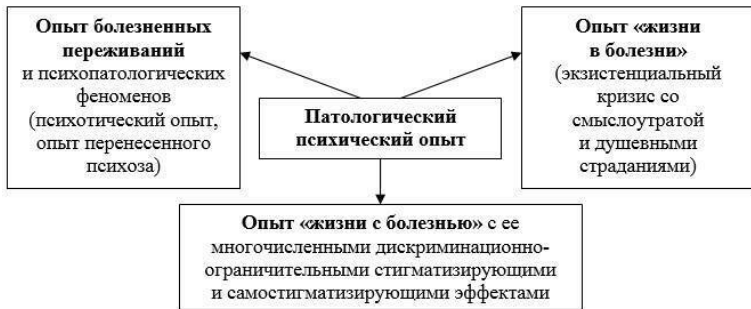 Опыт болезненных
переживаний
и психопатологических
феноменов
(психотический опыт,
опыт перенесенного
психоза)
Патологический
психический опыт
Опыт «жизни
в болезни»
(экзистенциальный
кризис со
смыслоутратой
и душевными
страданиями)
Опыт «жизни с болезнью» с ее
многочисленными дискриминационно-
ограничительными стигматизирующими
и самостигматизирующими эффектами